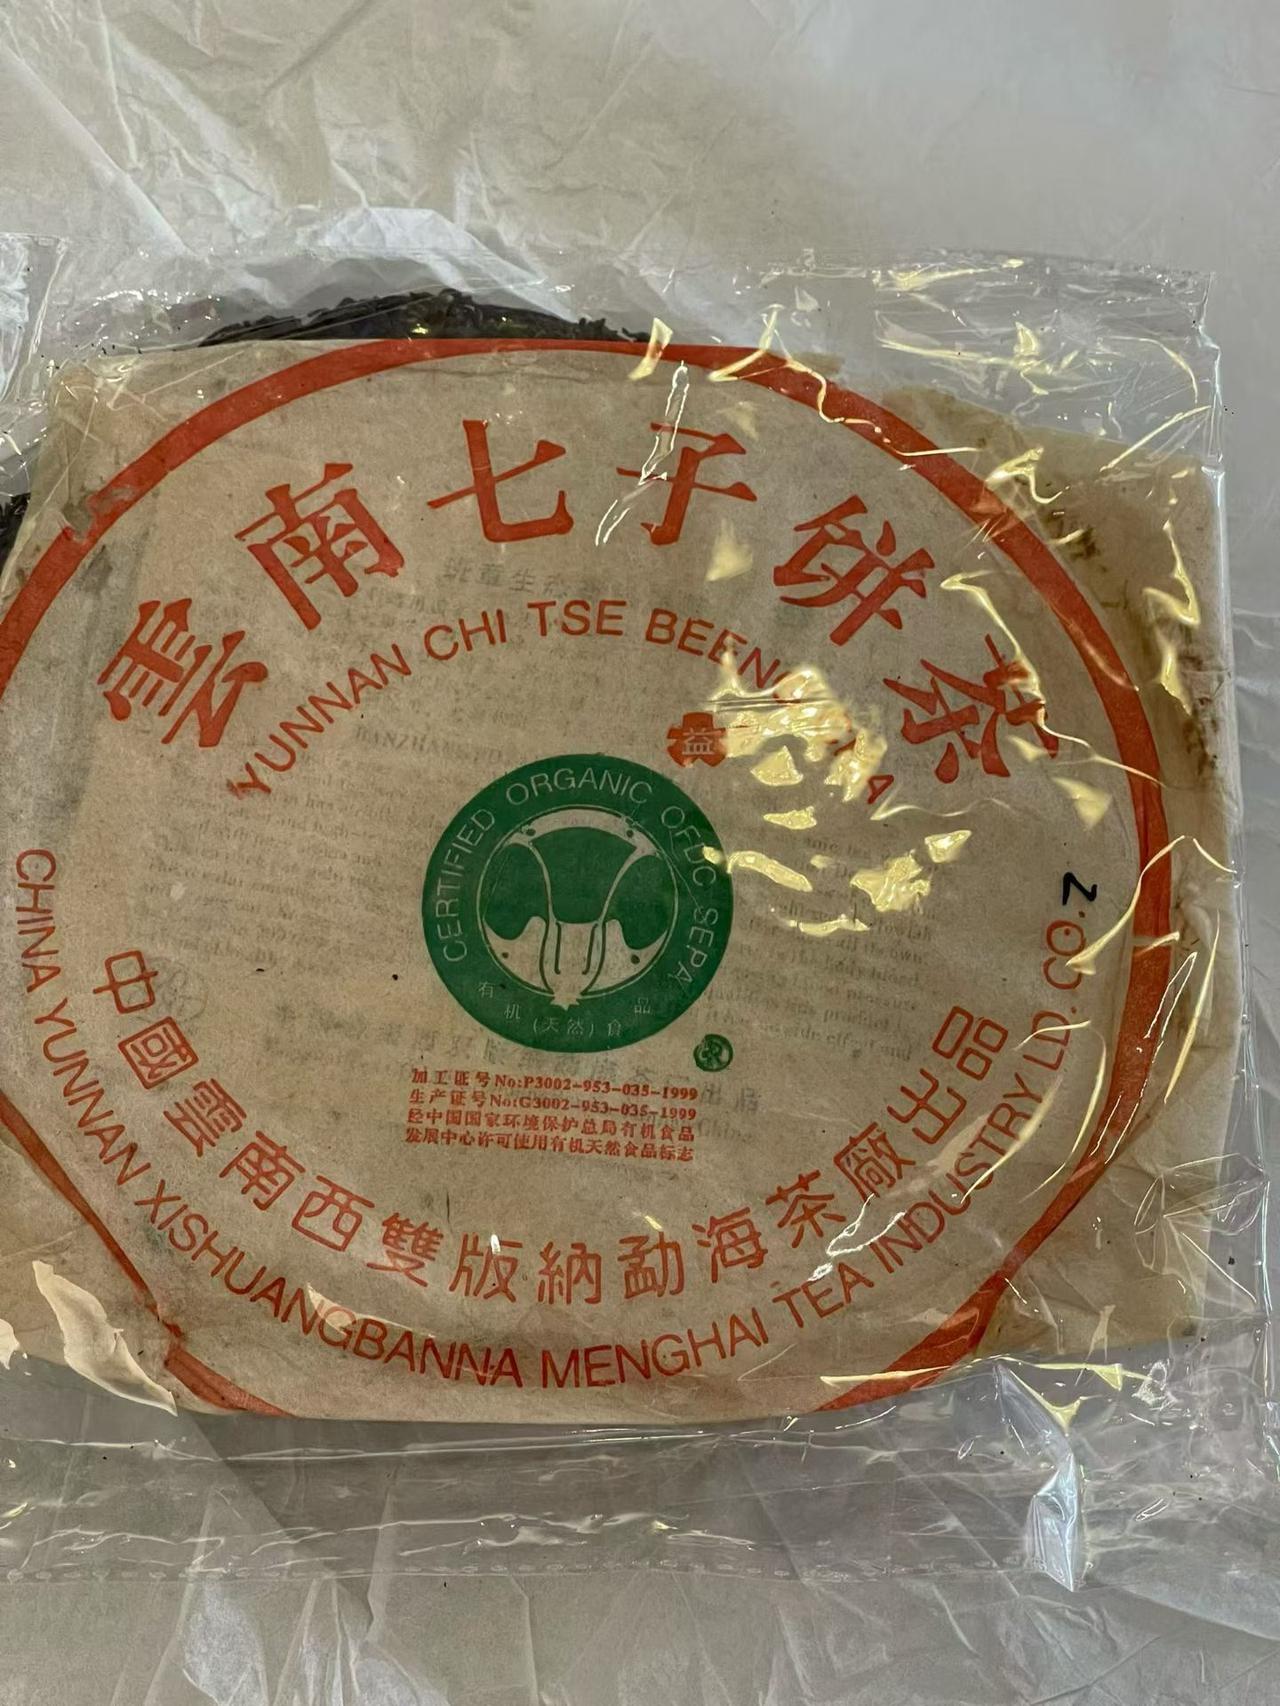 雲南七子餅茶
YUNNAN CHI TSE BEENG
益
CERTIFIED ORGANIC OFDC SEPA
有机(天然)食品
加工证号No:P3002-953-035-1999
生产证号No:G3002-953-035-1999
经中国国家环境保护总局有机食品
发展中心许可使用有机天然食品标志
中國雲南西雙版納勐海茶廠出品
CHINA YUNNAN XISHUANGBANNA MENGHAI TEA INDUSTRY LD. CO.